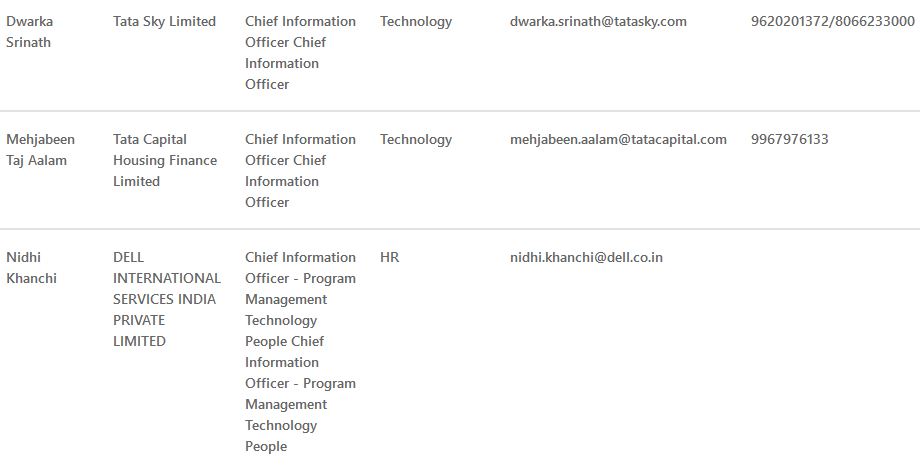 Dwarka Srinath
Tata Sky Limited
Chief Information
Officer Chief
Information
Officer
Technology
dwarka.srinath@tatasky.com
9620201372/8066233000
Mehjabeen
Taj Aalam
Tata Capital
Housing Finance
Limited
Chief Information
Officer Chief
Information
Officer
Technology
mehjabeen.aalam@tatacapital.com
9967976133
Nidhi
Khanchi
DELL
INTERNATIONAL
SERVICES INDIA
PRIVATE
LIMITED
Chief Information
Officer - Program
Management
Technology
People Chief
Information
Officer - Program
Management
Technology
People
HR
nidhi.khanchi@dell.co.in